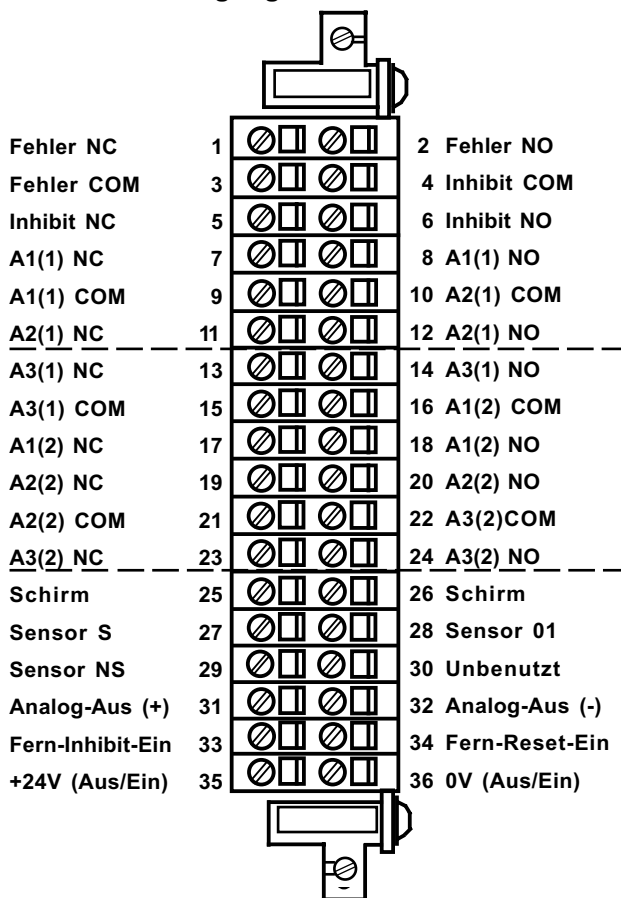 Fehler NC 1 2 Fehler NO
Fehler COM 3 4 Inhibit COM
Inhibit NC 5 6 Inhibit NO
A1(1) NC 7 8 A1(1) NO
A1(1) COM 9 10 A2(1) COM
A2(1) NC 11 12 A2(1) NO
A3(1) NC 13 14 A3(1) NO
A3(1) COM 15 16 A1(2) COM
A1(2) NC 17 18 A1(2) NO
A2(2) NC 19 20 A2(2) NO
A2(2) COM 21 22 A3(2)COM
A3(2) NC 23 24 A3(2) NO
Schirm 25 26 Schirm
Sensor S 27 28 Sensor 01
Sensor NS 29 30 Unbenutzt
Analog-Aus (+) 31 32 Analog-Aus (-)
Fern-Inhibit-Ein 33 34 Fern-Reset-Ein
+24V (Aus/Ein) 35 36 0V (Aus/Ein)